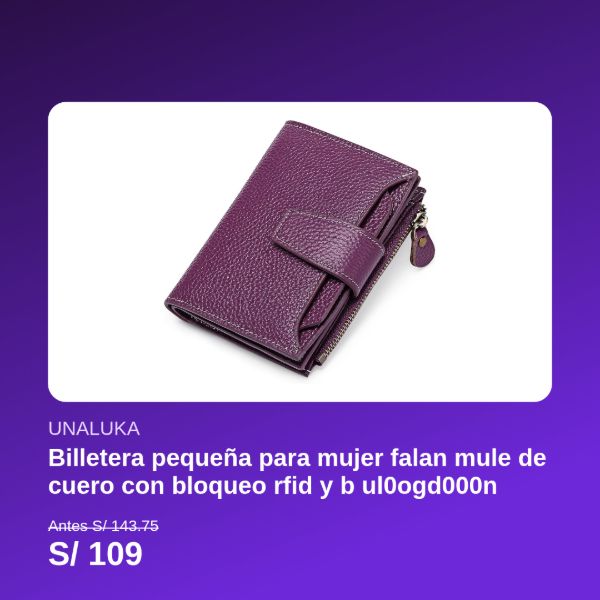 UNALUKA
Billetera pequeña para mujer falan mule de
cuero con bloqueo rfid y b ul0ogd000n
Antes S/ 143.75
S/ 109